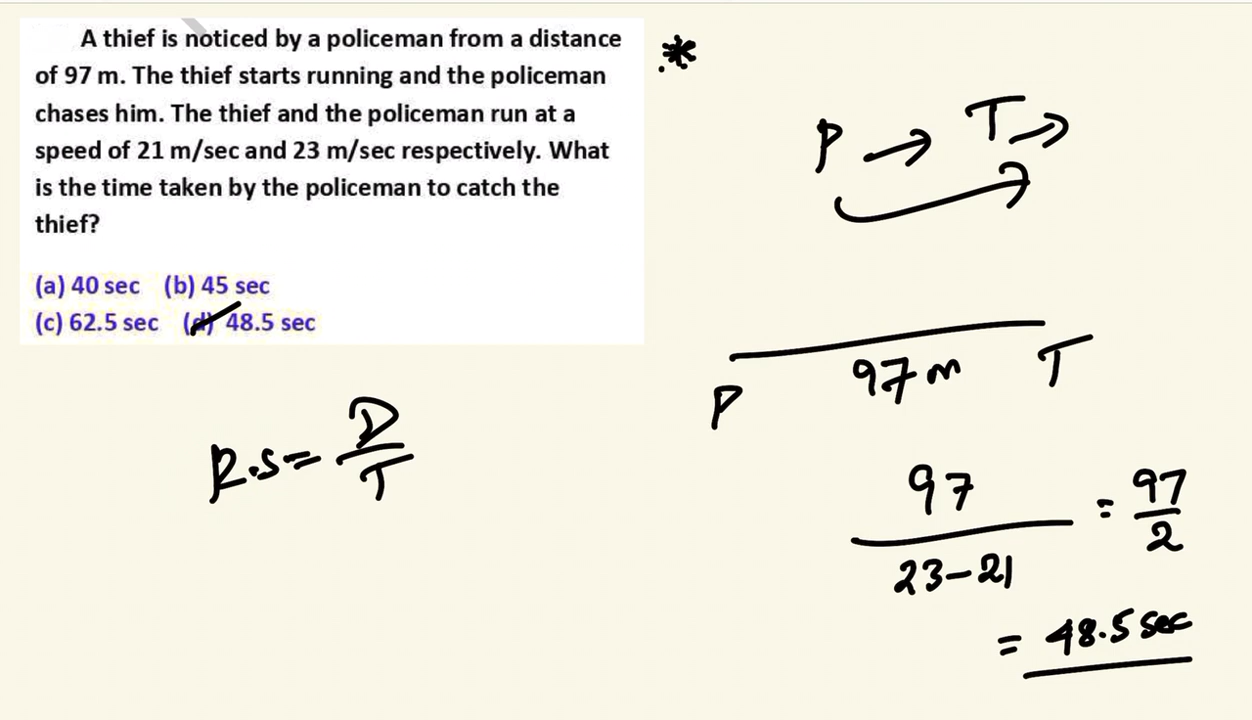 A thief is noticed by a policeman from a distance
of 97 m. The thief starts running and the policeman
chases him. The thief and the policeman run at a
speed of 21 m/sec and 23 m/sec respectively. What
is the time taken by the policeman to catch the
thief?
(a) 40 sec (b) 45 sec
(c) 62.5 sec (d) 48.5 sec
*
P → T →
P 97 m T
R.S = D/T
97/23-21 = 97/2
= 48.5 sec